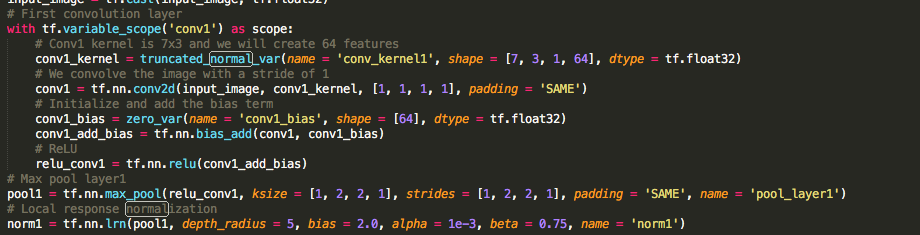 input_image = tf.cast(input_image, tf.float32)
# First convolution layer
with tf.variable_scope('conv1') as scope:
    # Conv1 kernel is 7x3 and we will create 64 features
    conv1_kernel = truncated_normal_var(name = 'conv_kernel1', shape = [7, 3, 1, 64], dtype = tf.float32)
    # We convolve the image with a stride of 1
    conv1 = tf.nn.conv2d(input_image, conv1_kernel, [1, 1, 1, 1], padding = 'SAME')
    # Initialize and add the bias term
    conv1_bias = zero_var(name = 'conv1_bias', shape = [64], dtype = tf.float32)
    conv1_add_bias = tf.nn.bias_add(conv1, conv1_bias)
    # ReLU
    relu_conv1 = tf.nn.relu(conv1_add_bias)
# Max pool layer1
pool1 = tf.nn.max_pool(relu_conv1, ksize = [1, 2, 2, 1], strides = [1, 2, 2, 1], padding = 'SAME', name = 'pool_layer1')
# Local response normalization
norm1 = tf.nn.lrn(pool1, depth_radius = 5, bias = 2.0, alpha = 1e-3, beta = 0.75, name = 'norm1')